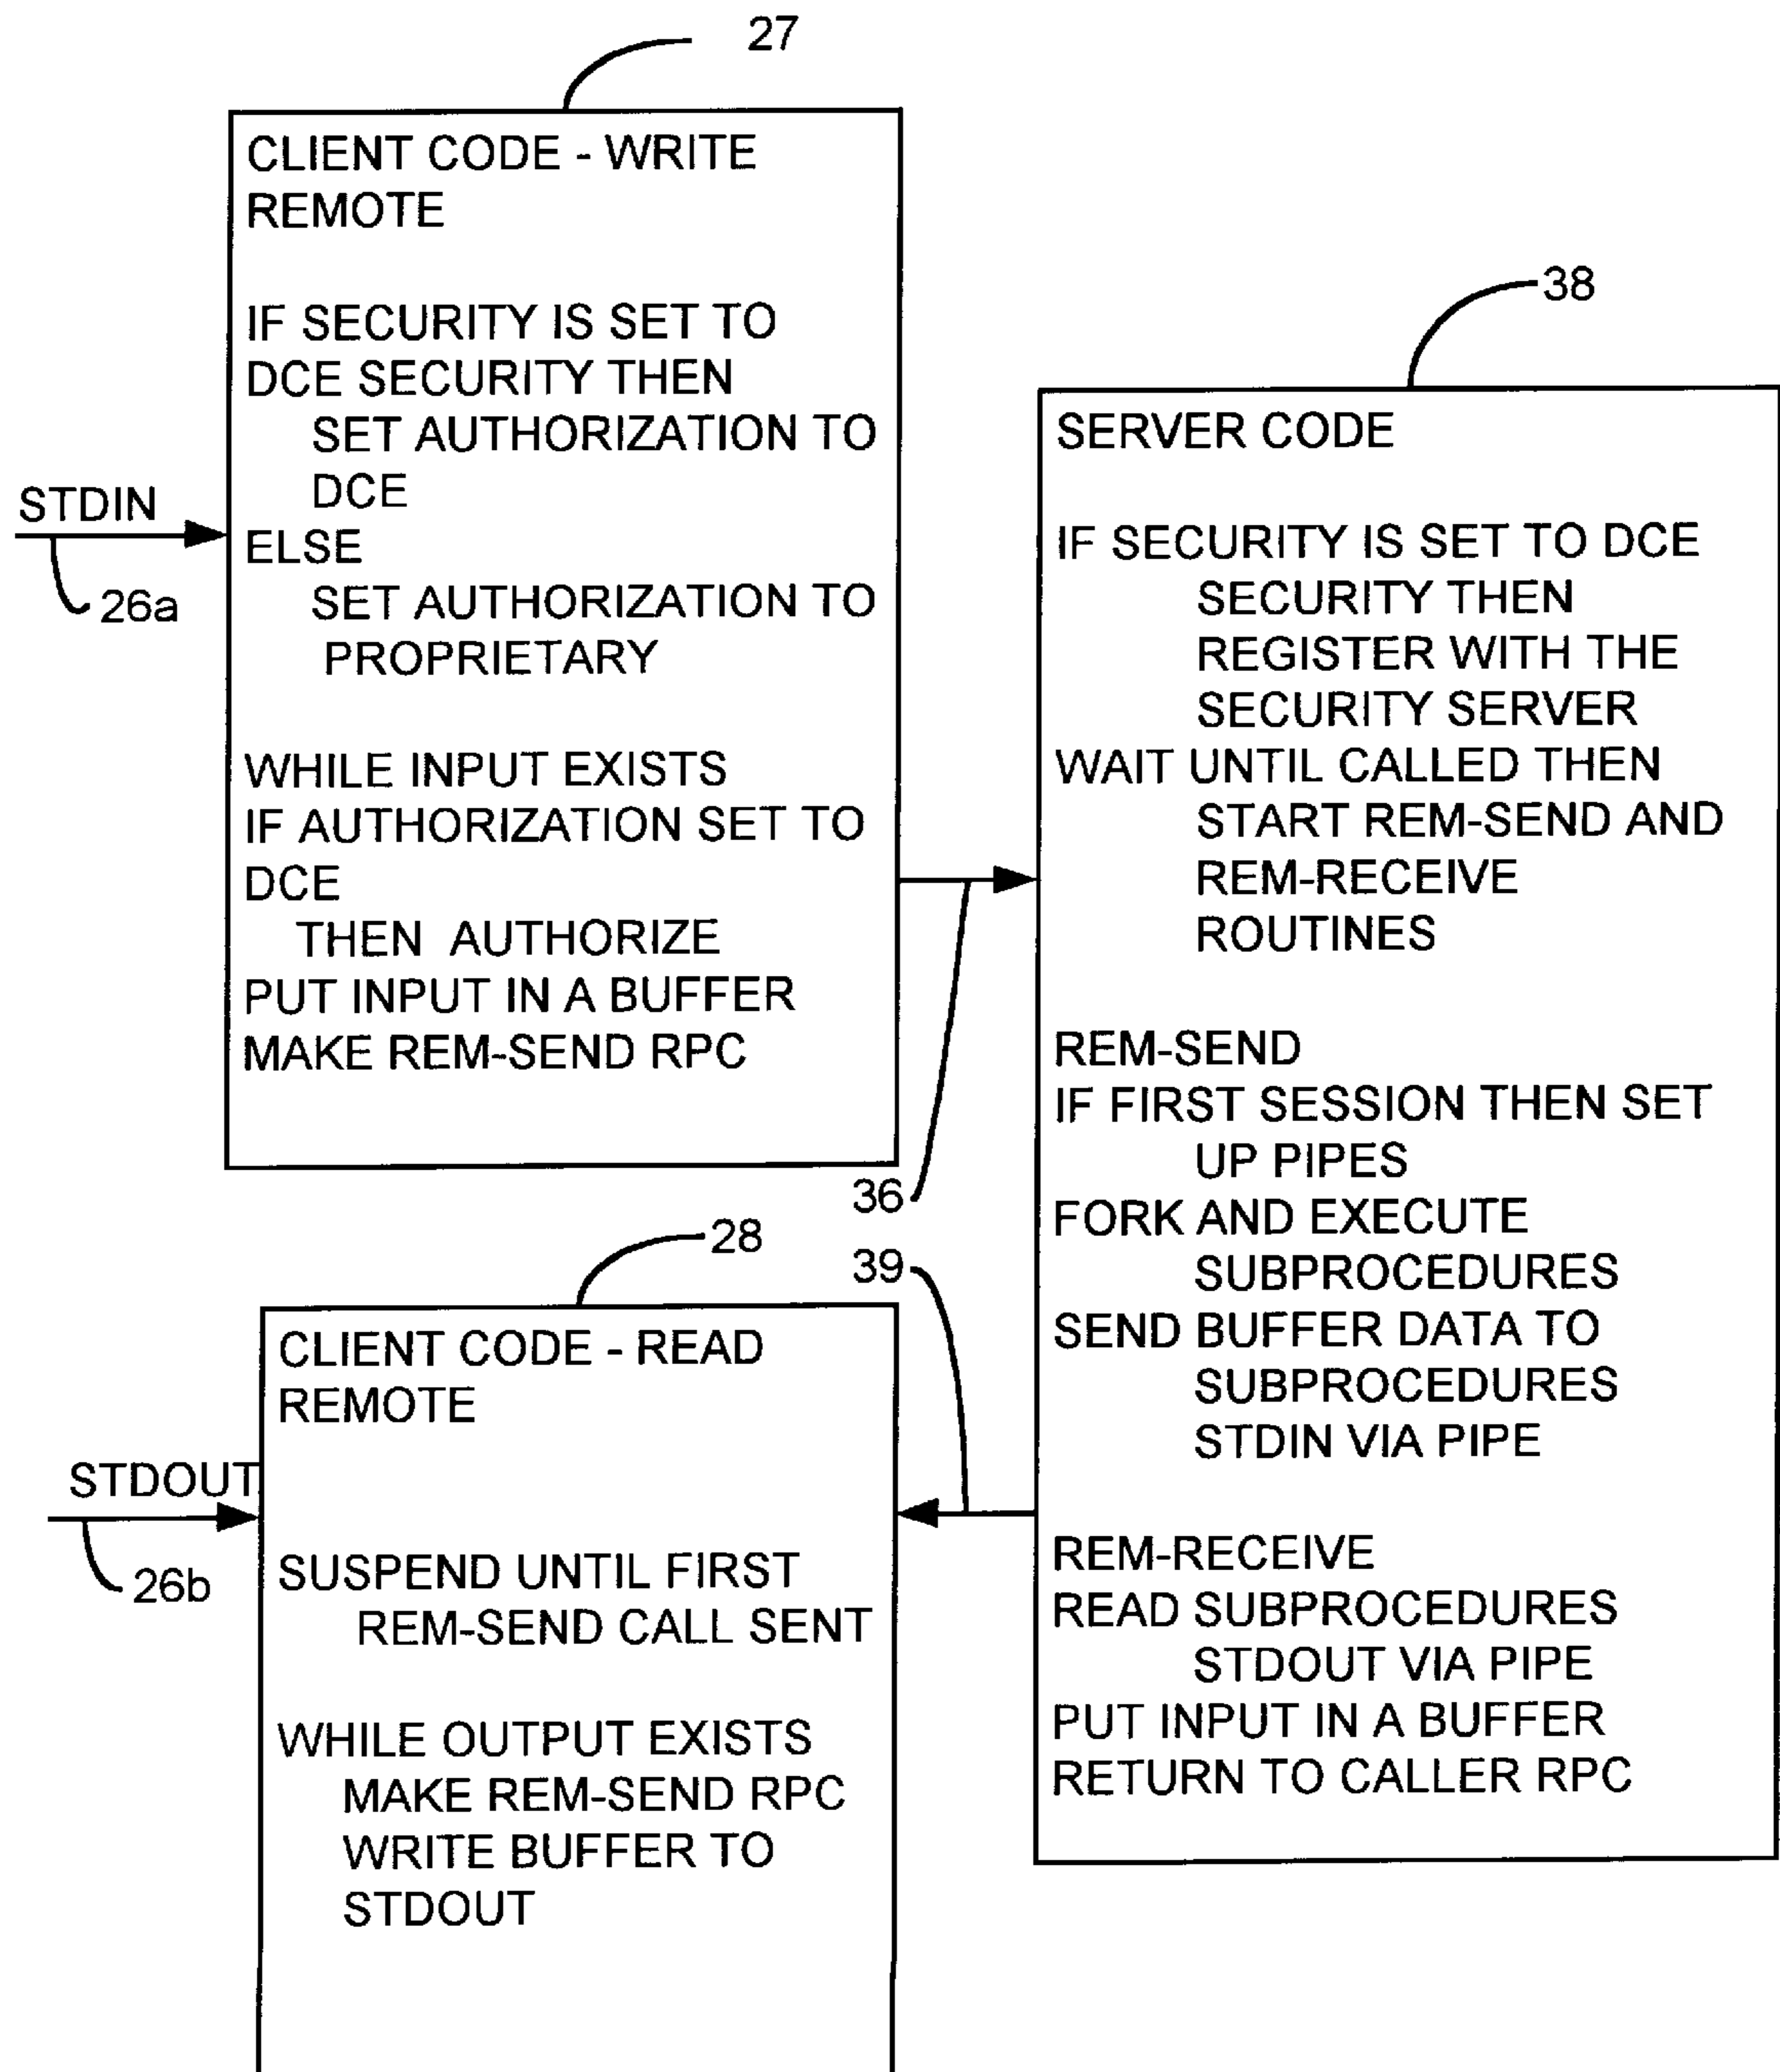 27
CLIENT CODE - WRITE
REMOTE
IF SECURITY IS SET TO
DCE SECURITY THEN
SET AUTHORIZATION TO
DCE
ELSE
SET AUTHORIZATION TO
PROPRIETARY
WHILE INPUT EXISTS
IF AUTHORIZATION SET TO
DCE
THEN AUTHORIZE
PUT INPUT IN A BUFFER
MAKE REM-SEND RPC
STDIN
26a
36
38
SERVER CODE
IF SECURITY IS SET TO DCE
SECURITY THEN
REGISTER WITH THE
SECURITY SERVER
WAIT UNTIL CALLED THEN
START REM-SEND AND
REM-RECEIVE
ROUTINES
REM-SEND
IF FIRST SESSION THEN SET
UP PIPES
FORK AND EXECUTE
SUBPROCEDURES
SEND BUFFER DATA TO
SUBPROCEDURES
STDIN VIA PIPE
REM-RECEIVE
READ SUBPROCEDURES
STDOUT VIA PIPE
PUT INPUT IN A BUFFER
RETURN TO CALLER RPC
39
28
CLIENT CODE - READ
REMOTE
SUSPEND UNTIL FIRST
REM-SEND CALL SENT
WHILE OUTPUT EXISTS
MAKE REM-SEND RPC
WRITE BUFFER TO
STDOUT
STDOUT
26b